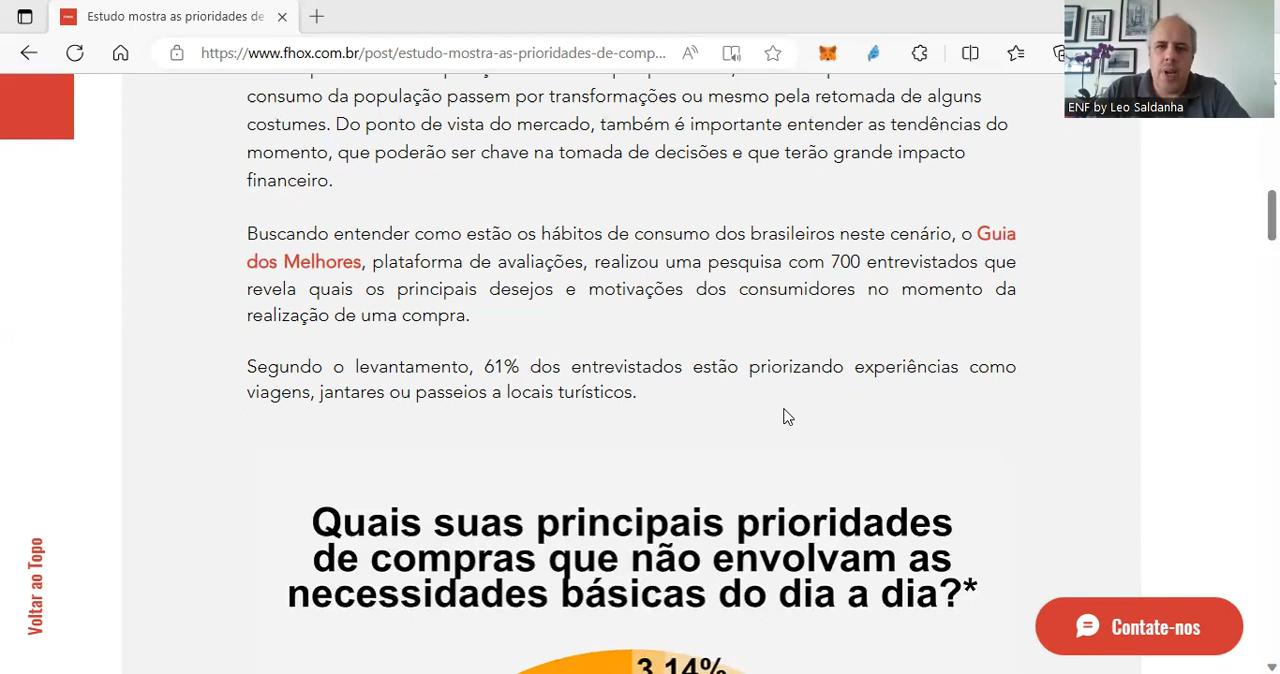 Estudo mostra as prioridades de
https://www.fhox.com.br/post/estudo-mostra-as-prioridades-de-comp...
ENF by Leo Saldanha
consumo da população passem por transformações ou mesmo pela retomada de alguns
costumes. Do ponto de vista do mercado, também é importante entender as tendências do
momento, que poderão ser chave na tomada de decisões e que terão grande impacto
financeiro.
Buscando entender como estão os hábitos de consumo dos brasileiros neste cenário, o Guia
dos Melhores, plataforma de avaliações, realizou uma pesquisa com 700 entrevistados que
revela quais os principais desejos e motivações dos consumidores no momento da
realização de uma compra.
Segundo o levantamento, 61% dos entrevistados estão priorizando experiências como
viagens, jantares ou passeios a locais turísticos.
Quais suas principais prioridades
de compras que não envolvam as
necessidades básicas do dia a dia?*
3,14%
Voltar ao Topo
Contate-nos